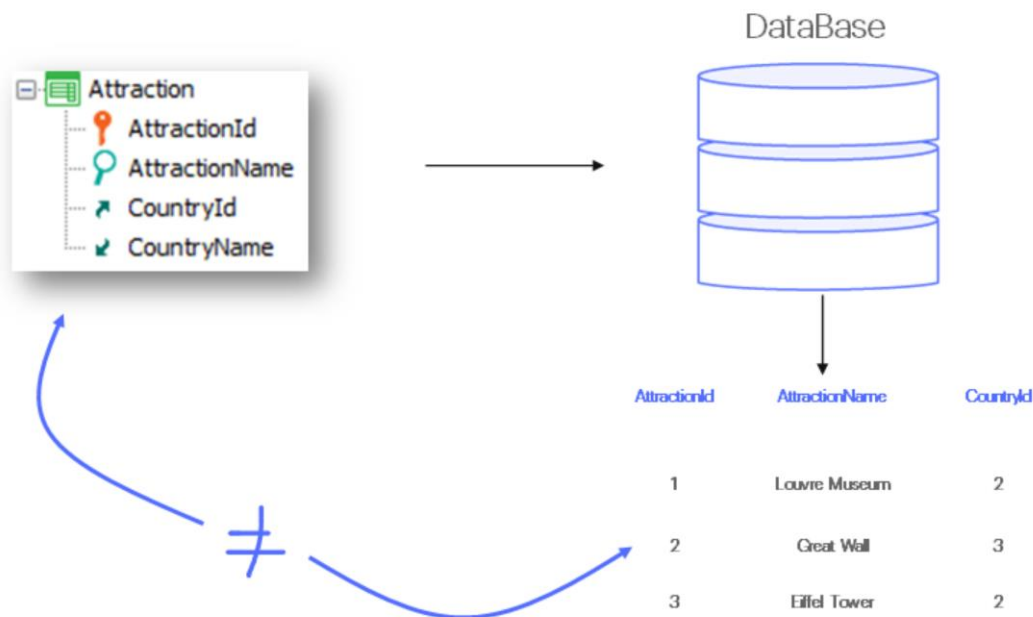 DataBase
Attraction
AttractionId
AttractionName
CountryId
CountryName
AttractionId AttractionName CountryId
1 Louvre Museum 2
≠
2 Great Wall 3
3 Eiffel Tower 2